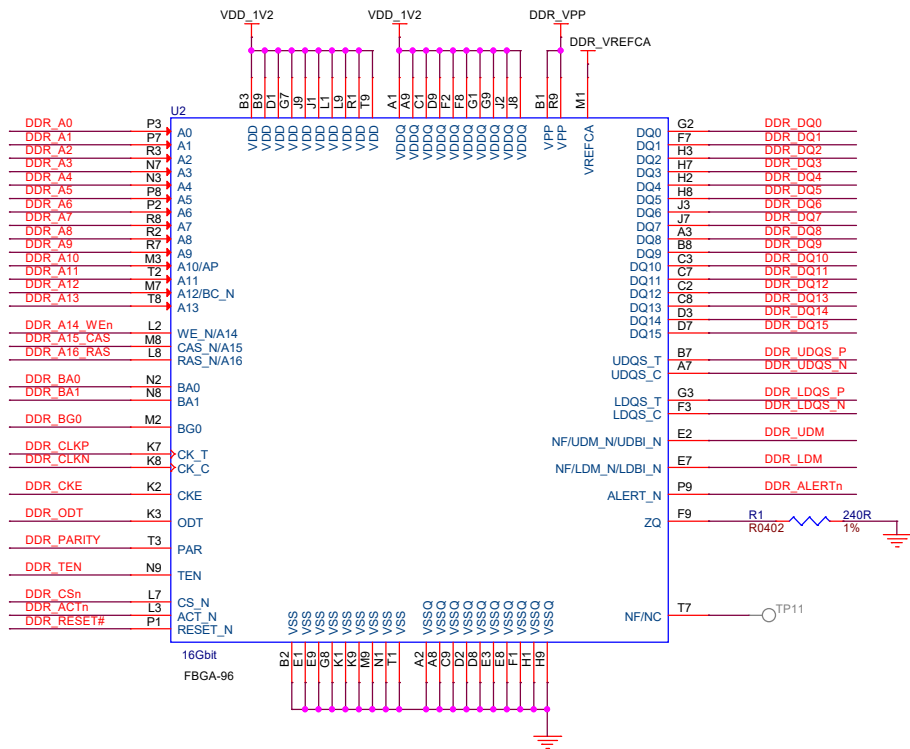 VDD_1V2 VDD_1V2 DDR_VPP
DDR_VREFCA
B3 B9 D1 G7 J9 J1 L1 L9 R1 T9 A1 A9 C1 D9 F2 F8 G1 G9 J2 J8 B1 R9 M1
U2
VDD VDD VDD VDD VDD VDD VDD VDD VDD VDD VDDQ VDDQ VDDQ VDDQ VDDQ VDDQ VDDQ VDDQ VDDQ VDDQ VPP VPP VREFCA
DDR_A0 P3 A0 DQ0 G2 DDR_DQ0
DDR_A1 P7 A1 DQ1 F7 DDR_DQ1
DDR_A2 R3 A2 DQ2 H3 DDR_DQ2
DDR_A3 N7 A3 DQ3 H7 DDR_DQ3
DDR_A4 N3 A4 DQ4 H2 DDR_DQ4
DDR_A5 P8 A5 DQ5 H8 DDR_DQ5
DDR_A6 P2 A6 DQ6 J3 DDR_DQ6
DDR_A7 R8 A7 DQ7 J7 DDR_DQ7
DDR_A8 R2 A8 DQ8 A3 DDR_DQ8
DDR_A9 R7 A9 DQ9 B8 DDR_DQ9
DDR_A10 M3 A10/AP DQ10 C3 DDR_DQ10
DDR_A11 T2 A11 DQ11 C7 DDR_DQ11
DDR_A12 M7 A12/BC_N DQ12 C2 DDR_DQ12
DDR_A13 T8 A13 DQ13 C8 DDR_DQ13
DQ14 D3 DDR_DQ14
DDR_A14_WEn L2 WE_N/A14 DQ15 D7 DDR_DQ15
DDR_A15_CAS M8 CAS_N/A15
DDR_A16_RAS L8 RAS_N/A16 UDQS_T B7 DDR_UDQS_P
UDQS_C A7 DDR_UDQS_N
DDR_BA0 N2 BA0
DDR_BA1 N8 BA1 LDQS_T G3 DDR_LDQS_P
LDQS_C F3 DDR_LDQS_N
DDR_BG0 M2 BG0
NF/UDM_N/UDBI_N E2 DDR_UDM
DDR_CLKP K7 CK_T
DDR_CLKN K8 CK_C NF/LDM_N/LDBI_N E7 DDR_LDM
DDR_CKE K2 CKE ALERT_N P9 DDR_ALERTn
DDR_ODT K3 ODT ZQ F9 R1 240R
R0402 1%
DDR_PARITY T3 PAR
DDR_TEN N9 TEN
DDR_CSn L7 CS_N
DDR_ACTn L3 ACT_N NF/NC T7 TP11
DDR_RESET# P1 RESET_N
VSS VSS VSS VSS VSS VSS VSS VSS VSS VSSQ VSSQ VSSQ VSSQ VSSQ VSSQ VSSQ VSSQ VSSQ VSSQ
16Gbit
B2 E1 E9 G8 K1 K9 M9 N1 T1 A2 A8 C9 D2 D8 E3 E8 F1 H1 H9
FBGA-96